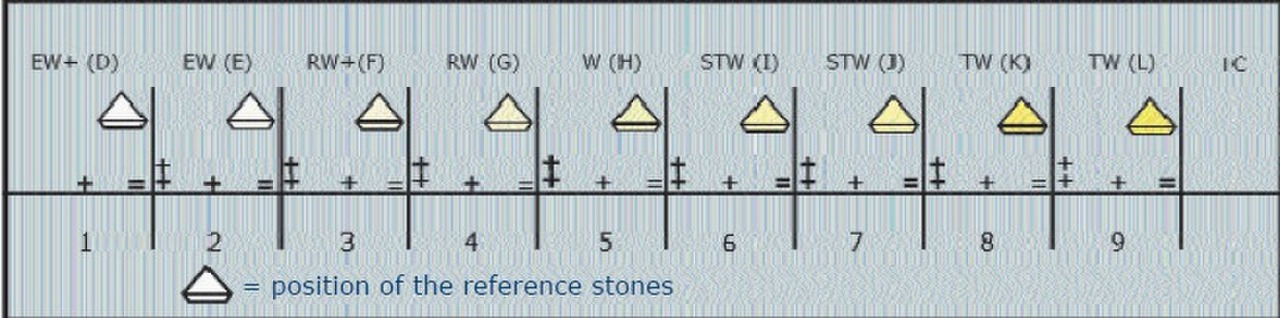 EW+ (D) EW (E) RW+(F) RW (G) W (H) STW (I) STW (J) TW (K) TW (L)
+ = ‡ + = ‡ + = ‡ + = ‡ + = ‡ + = ‡ + = ‡ + = ‡ + =
1 2 3 4 5 6 7 8 9
= position of the reference stones